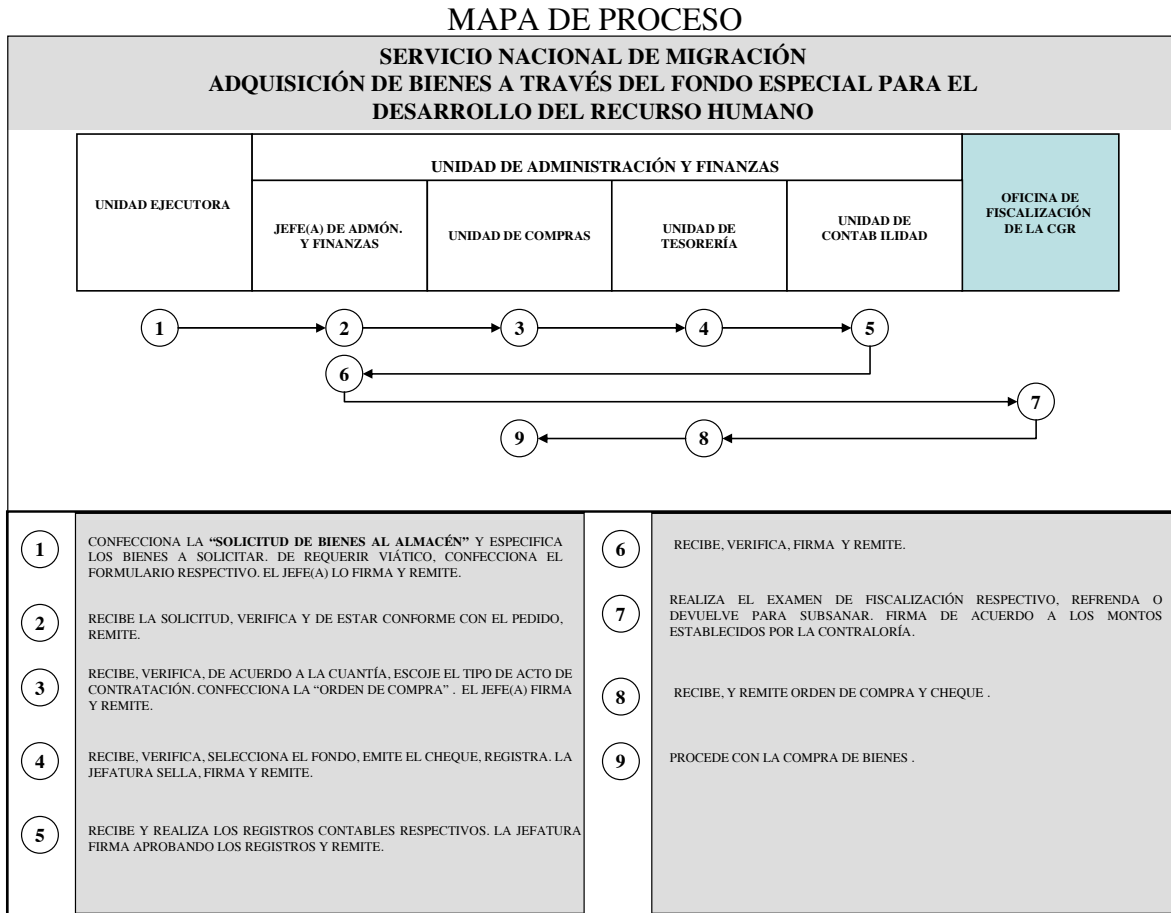 MAPA DE PROCESO
SERVICIO NACIONAL DE MIGRACIÓN
ADQUISICIÓN DE BIENES A TRAVÉS DEL FONDO ESPECIAL PARA EL
DESARROLLO DEL RECURSO HUMANO
UNIDAD EJECUTORA
UNIDAD DE ADMINISTRACIÓN Y FINANZAS
JEFE(A) DE ADMÓN.
Y FINANZAS
UNIDAD DE COMPRAS
UNIDAD DE
TESORERÍA
UNIDAD DE
CONTAB ILIDAD
OFICINA DE
FISCALIZACIÓN
DE LA CGR
1
2
3
4
5
6
7
9
8
1
CONFECCIONA LA “SOLICITUD DE BIENES AL ALMACÉN” Y ESPECIFICA
LOS BIENES A SOLICITAR. DE REQUERIR VIÁTICO, CONFECCIONA EL
FORMULARIO RESPECTIVO. EL JEFE(A) LO FIRMA Y REMITE.
2
RECIBE LA SOLICITUD, VERIFICA Y DE ESTAR CONFORME CON EL PEDIDO,
REMITE.
3
RECIBE, VERIFICA, DE ACUERDO A LA CUANTÍA, ESCOJE EL TIPO DE ACTO DE
CONTRATACIÓN. CONFECCIONA LA “ORDEN DE COMPRA” . EL JEFE(A) FIRMA
Y REMITE.
4
RECIBE, VERIFICA, SELECCIONA EL FONDO, EMITE EL CHEQUE, REGISTRA. LA
JEFATURA SELLA, FIRMA Y REMITE.
5
RECIBE Y REALIZA LOS REGISTROS CONTABLES RESPECTIVOS. LA JEFATURA
FIRMA APROBANDO LOS REGISTROS Y REMITE.
6
RECIBE, VERIFICA, FIRMA Y REMITE.
7
REALIZA EL EXAMEN DE FISCALIZACIÓN RESPECTIVO, REFRENDA O
DEVUELVE PARA SUBSANAR. FIRMA DE ACUERDO A LOS MONTOS
ESTABLECIDOS POR LA CONTRALORÍA.
8
RECIBE, Y REMITE ORDEN DE COMPRA Y CHEQUE .
9
PROCEDE CON LA COMPRA DE BIENES .